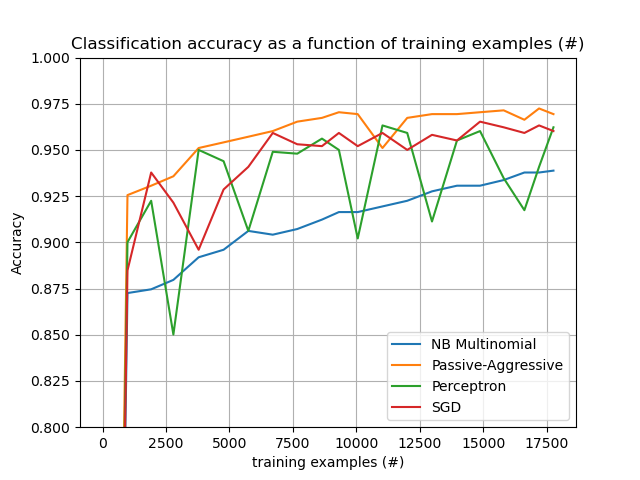 Classification accuracy as a function of training examples (#)
1.000
0.975
0.950
0.925
0.900
0.875
0.850
0.825
0.800
Accuracy
NB Multinomial
Passive-Aggressive
Perceptron
SGD
0 2500 5000 7500 10000 12500 15000 17500
training examples (#)